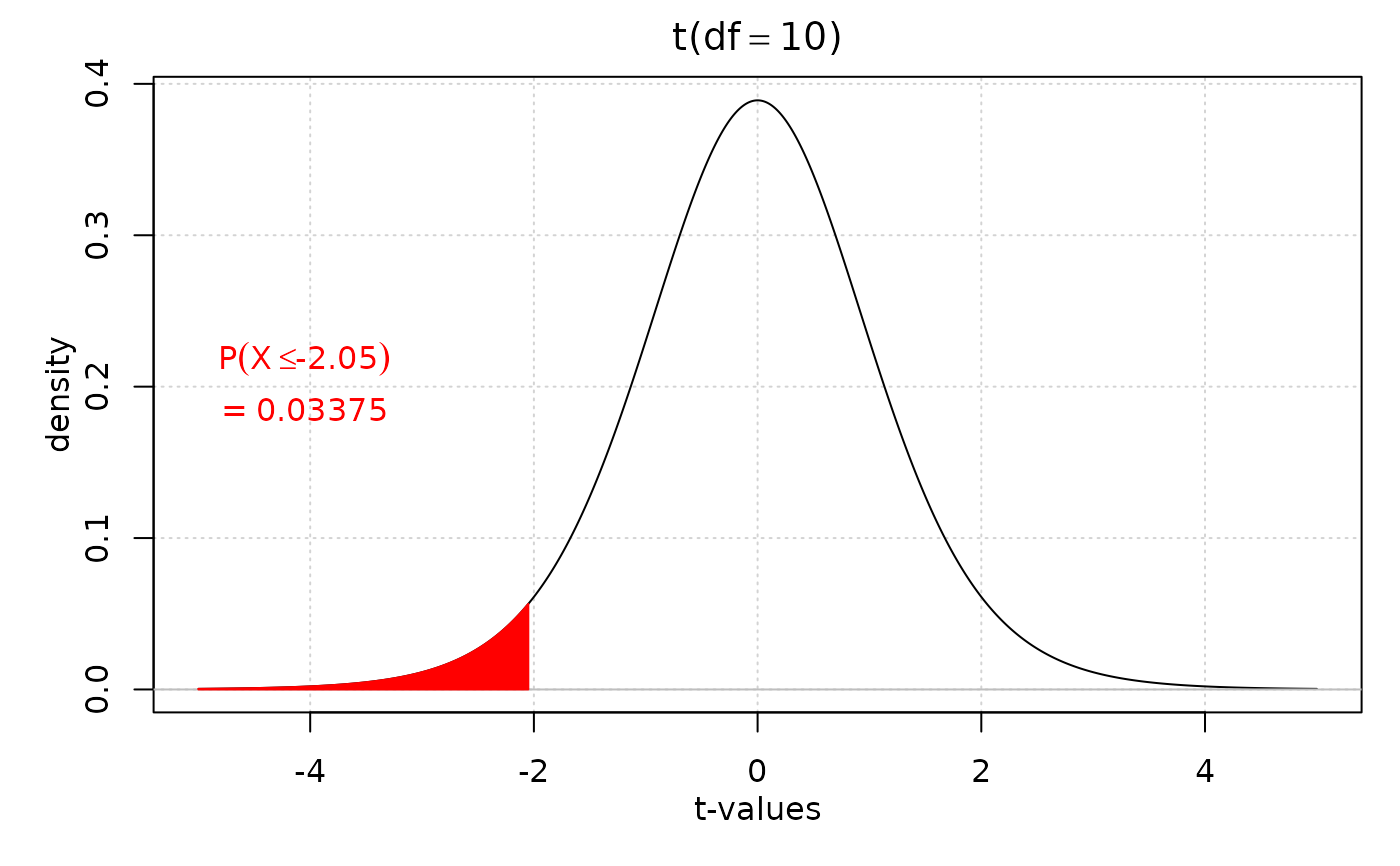 t(df = 10)
0.4
0.3
0.2
0.1
0.0
density
P(X ≤-2.05)
= 0.03375
-4 -2 0 2 4
t-values